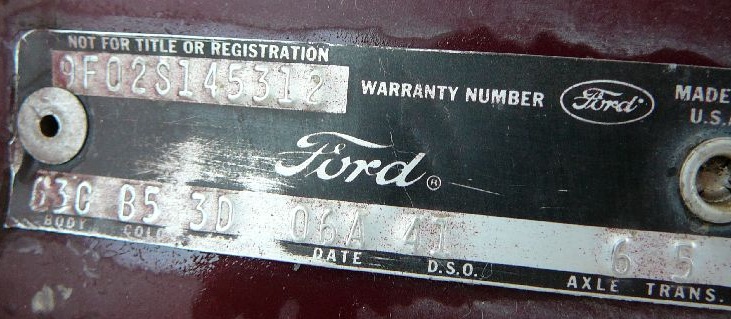 NOT FOR TITLE OR REGISTRATION
9F02S145312 WARRANTY NUMBER Ford MADE
U.S.A
Ford ®
63C B5 3D 06A 41 6 5
BODY DATE D.S.O. AXLE TRANS.